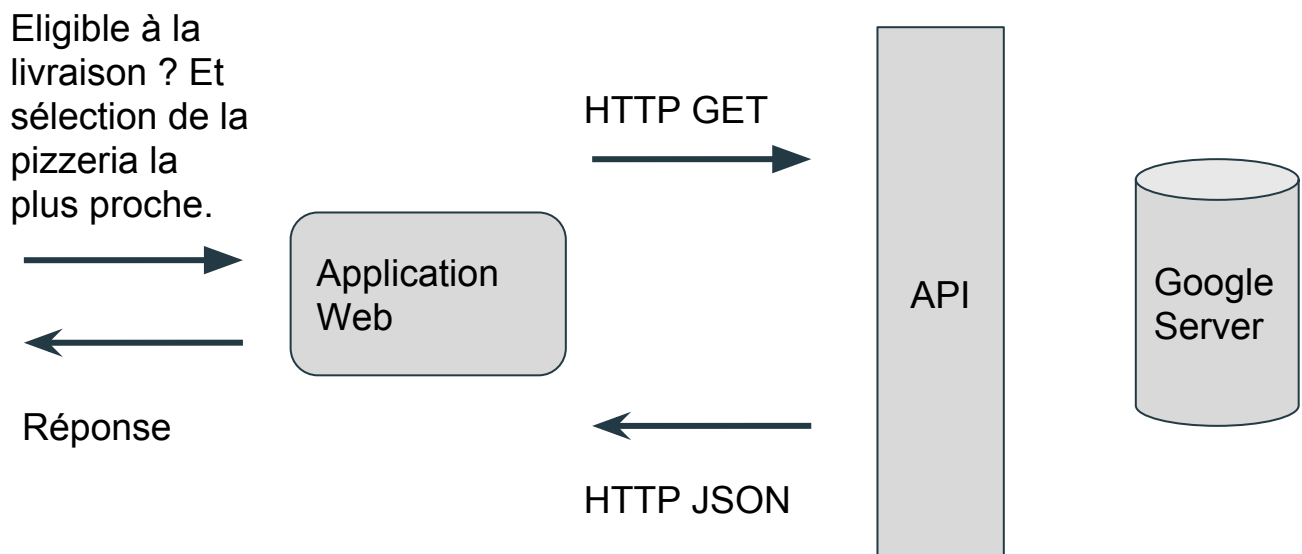 Eligible à la
livraison ? Et
sélection de la
pizzeria la
plus proche.
HTTP GET
Application
Web
API
Google
Server
Réponse
HTTP JSON